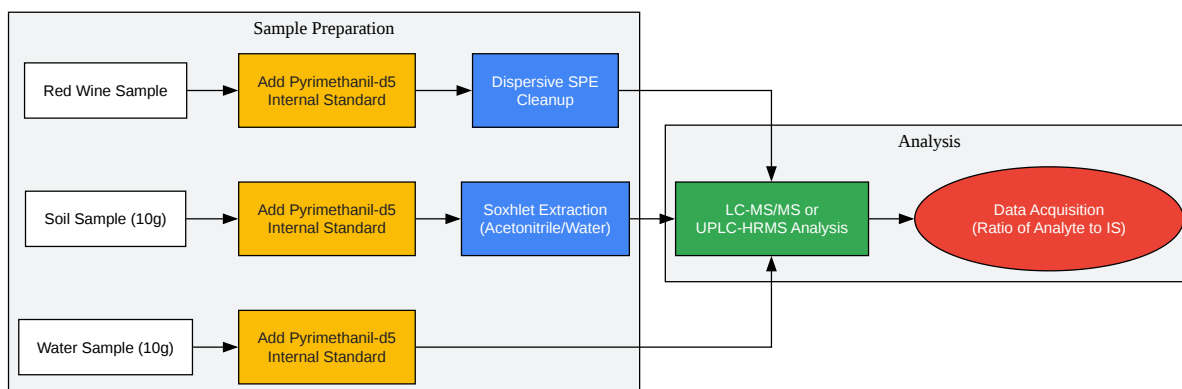 Sample Preparation
Red Wine Sample
Add Pyrimethanil-d5
Internal Standard
Dispersive SPE
Cleanup
Soil Sample (10g)
Add Pyrimethanil-d5
Internal Standard
Soxhlet Extraction
(Acetonitrile/Water)
Water Sample (10g)
Add Pyrimethanil-d5
Internal Standard
Analysis
LC-MS/MS or
UPLC-HRMS Analysis
Data Acquisition
(Ratio of Analyte to IS)